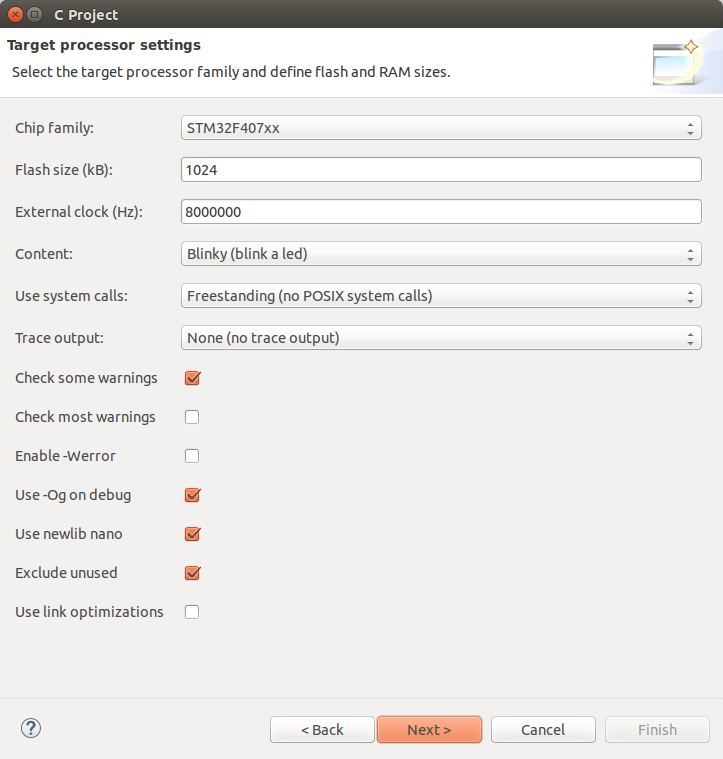 C Project
Target processor settings
Select the target processor family and define flash and RAM sizes.
Chip family: STM32F407xx
Flash size (kB): 1024
External clock (Hz): 8000000
Content: Blinky (blink a led)
Use system calls: Freestanding (no POSIX system calls)
Trace output: None (no trace output)
Check some warnings
Check most warnings
Enable -Werror
Use -Og on debug
Use newlib nano
Exclude unused
Use link optimizations
? < Back Next > Cancel Finish